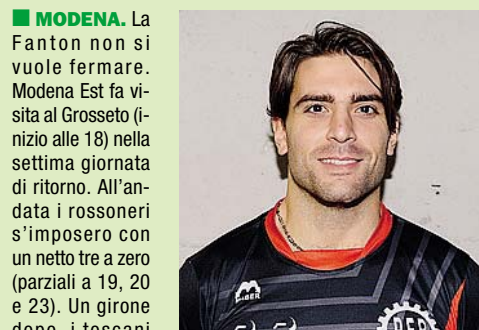 MODENA. La
Fanton non si
vuole fermare.
Modena Est fa vi-
sita al Grosseto (i-
nizio alle 18) nella
settima giornata
di ritorno. All'an-
data i rossoneri
s'imposero con
un netto tre a zero
(parziali a 19, 20
e 23). Un girone
dopo, i toscani